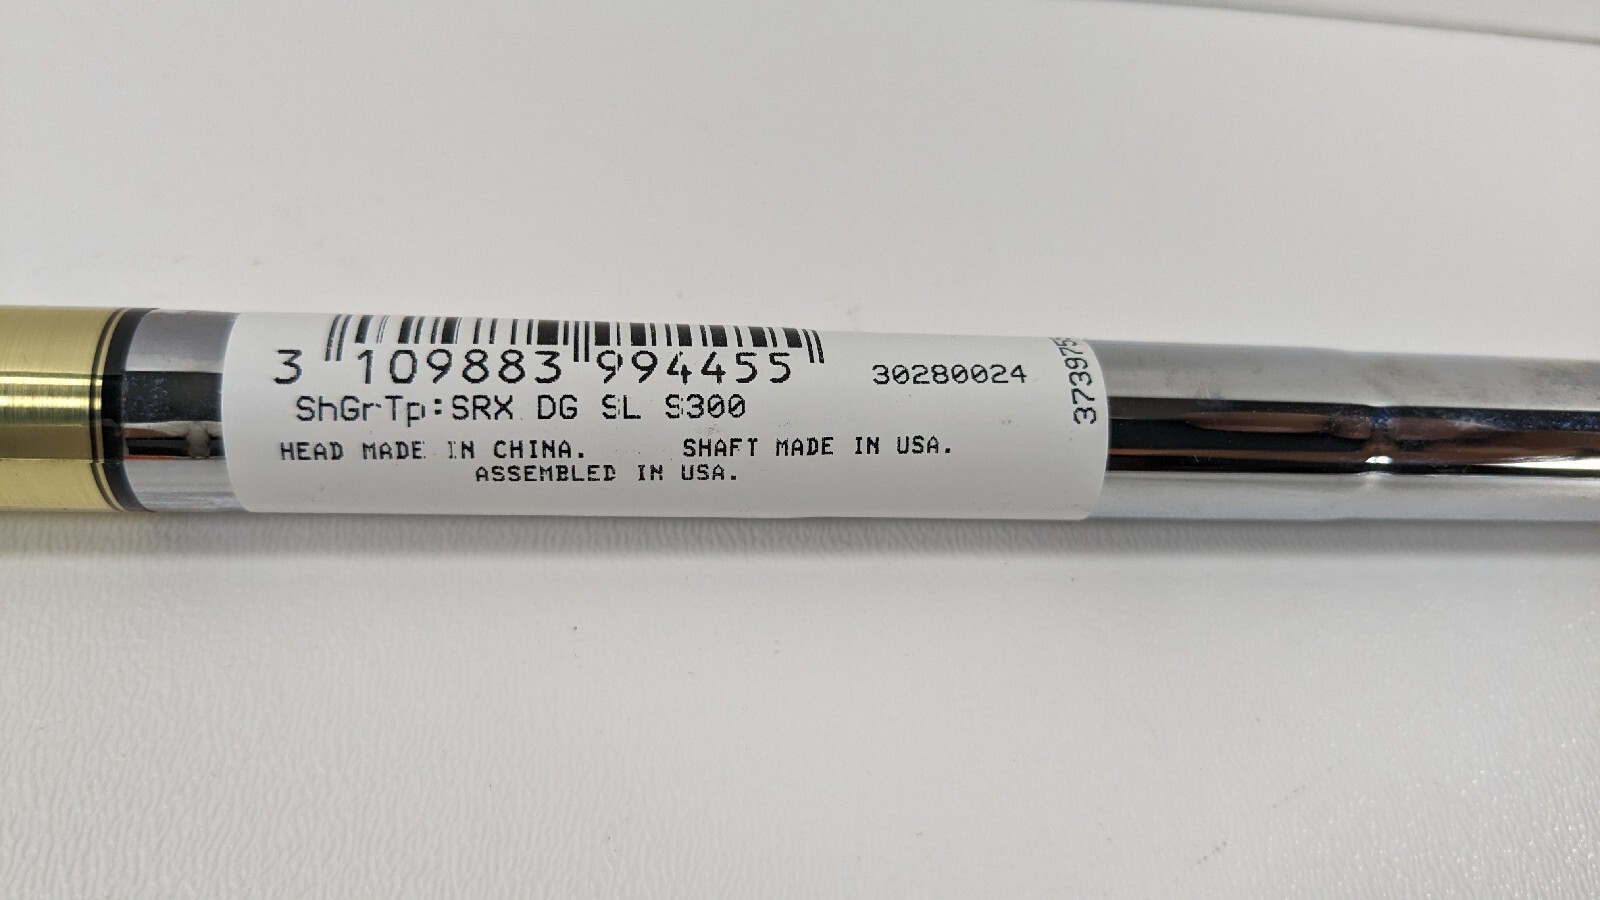 3 109883 994455
30280024
ShGrTp:SRX DG SL S300
HEAD MADE IN CHINA. SHAFT MADE IN USA.
ASSEMBLED IN USA.